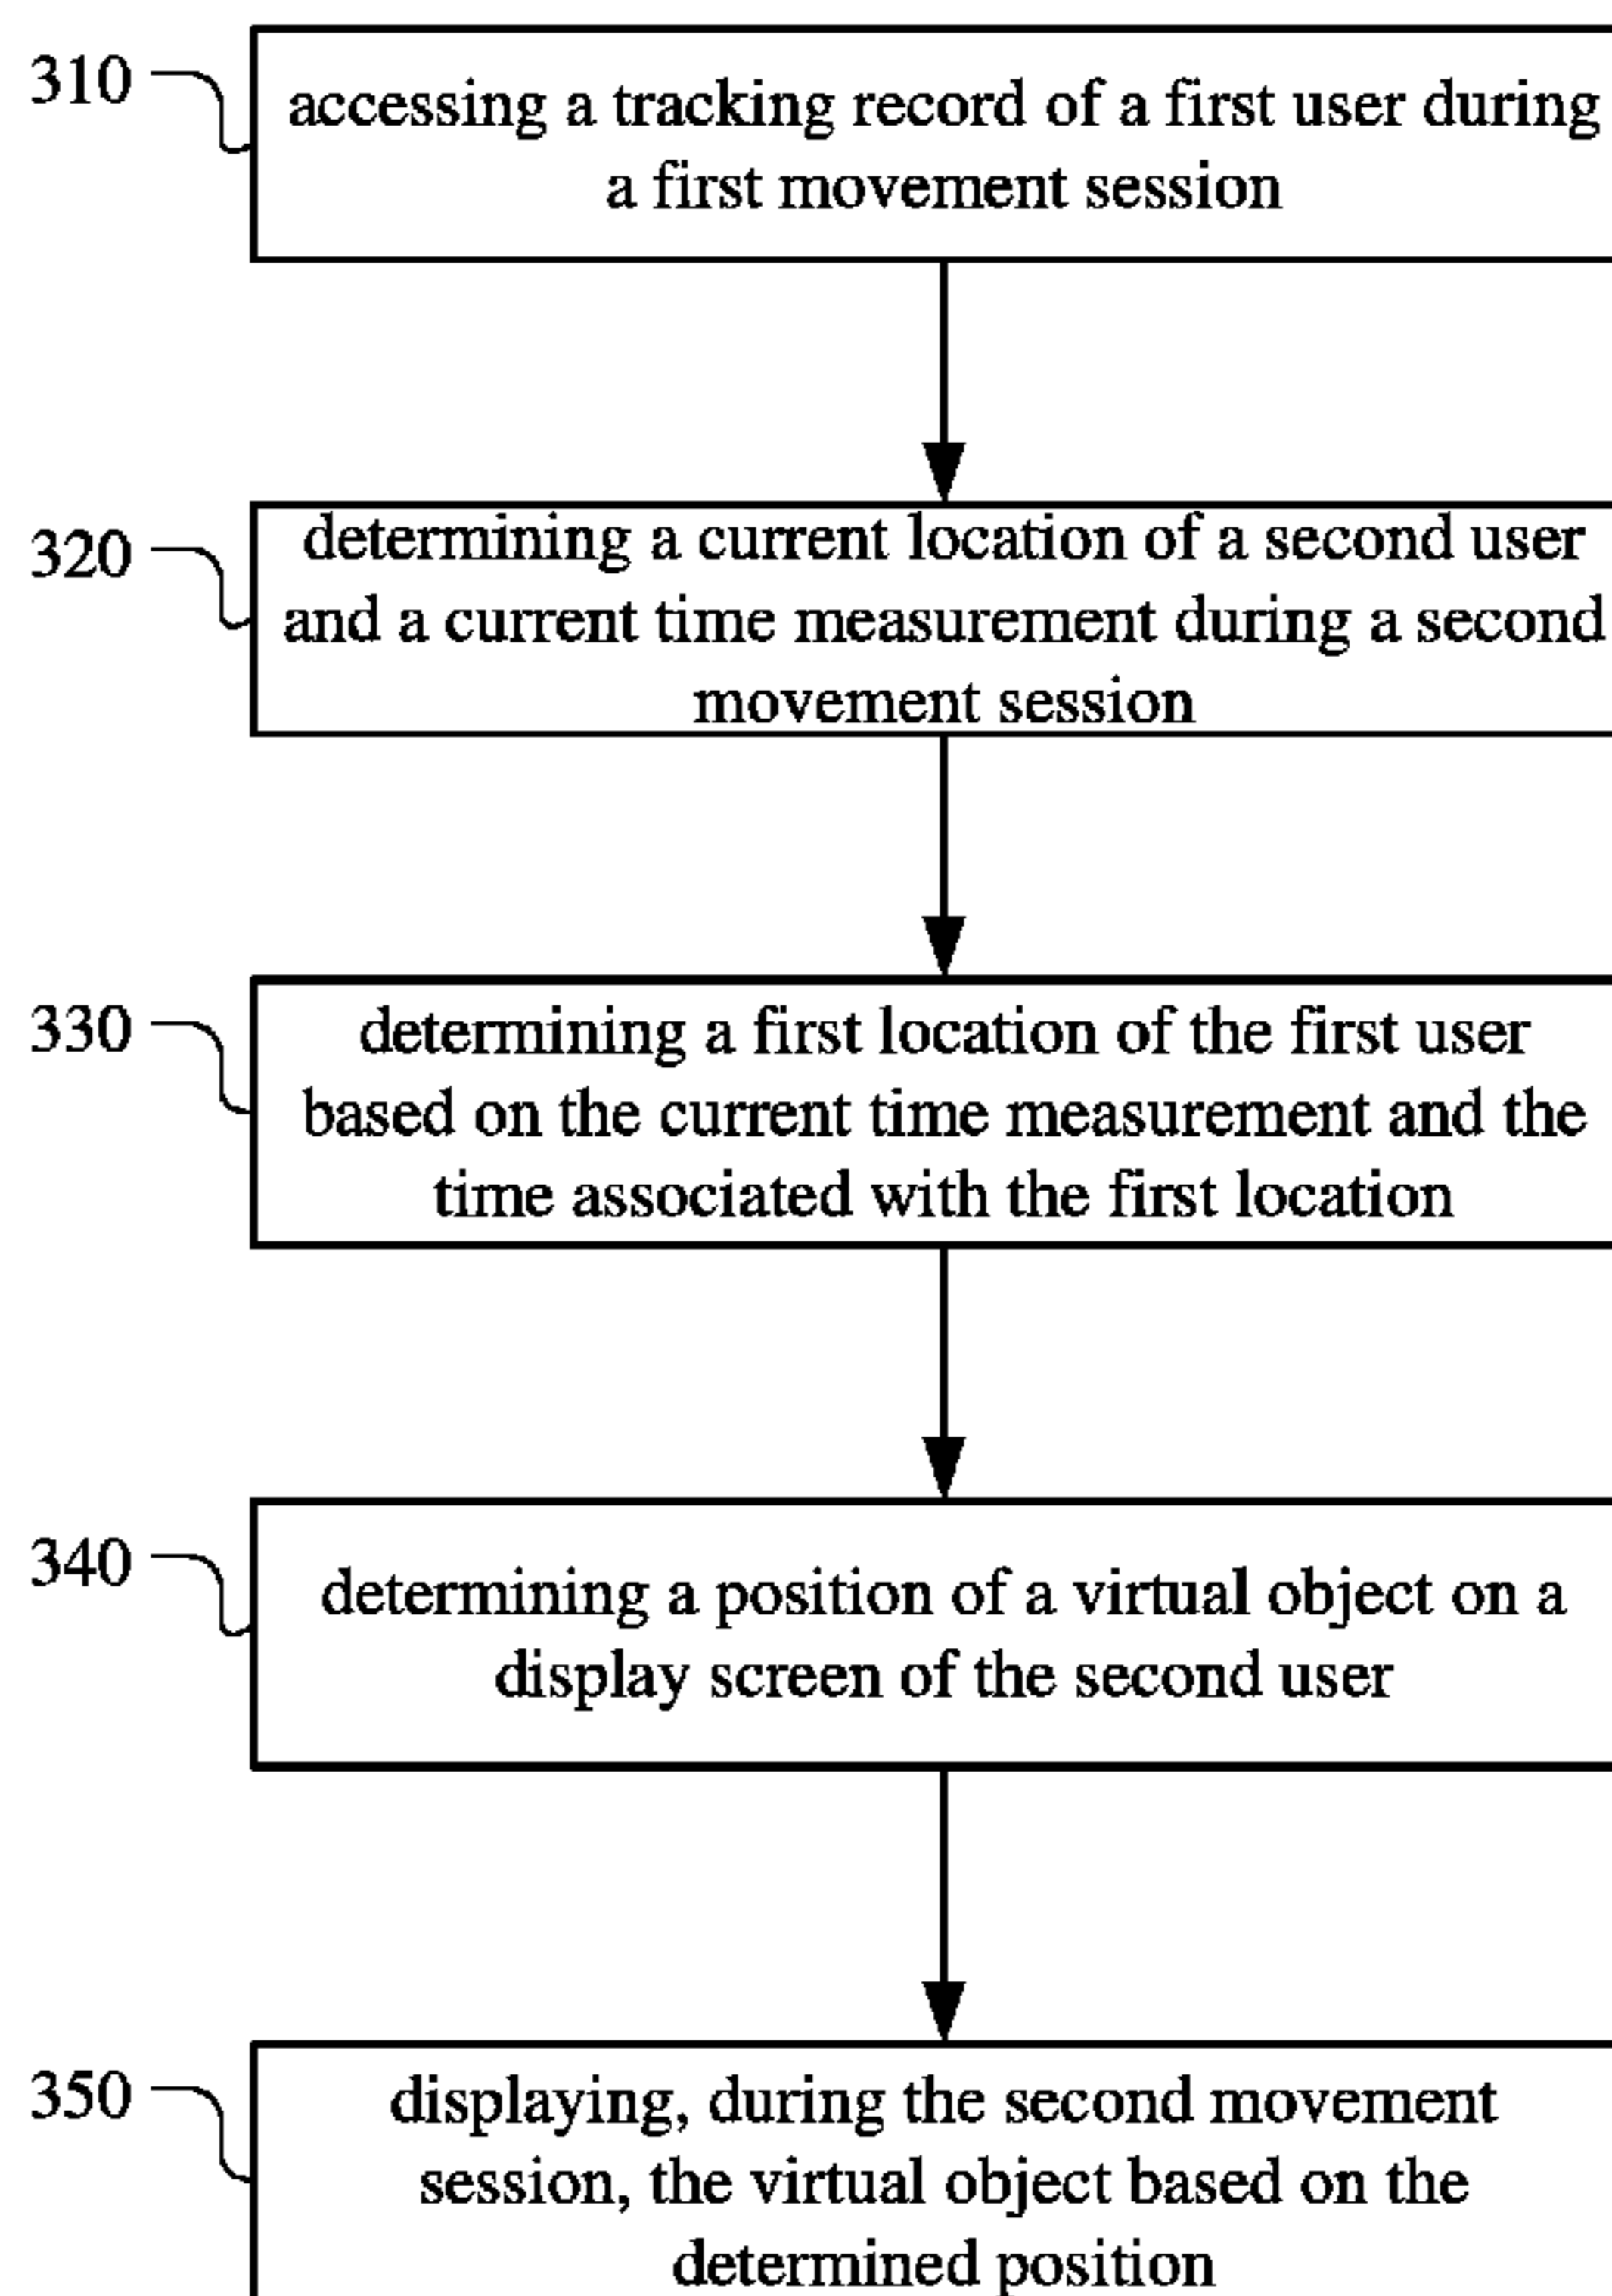 310
accessing a tracking record of a first user during
a first movement session
320
determining a current location of a second user
and a current time measurement during a second
movement session
330
determining a first location of the first user
based on the current time measurement and the
time associated with the first location
340
determining a position of a virtual object on a
display screen of the second user
350
displaying, during the second movement
session, the virtual object based on the
determined position